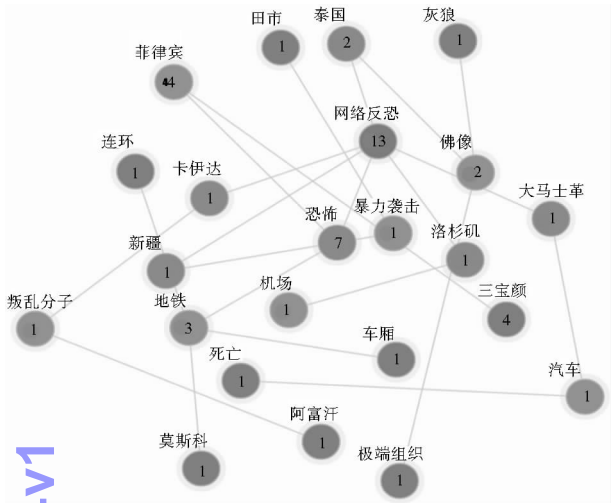 田市
1
泰国
2
灰狼
1
菲律宾
网络反恐
13
佛像
2
连环
1
卡伊达
1
大马士革
1
恐怖
7
暴力袭击
1
洛杉矶
1
新疆
1
机场
1
三宝颜
4
叛乱分子
1
地铁
3
车厢
1
死亡
1
汽车
1
阿富汗
1
莫斯科
1
极端组织
1
.v1